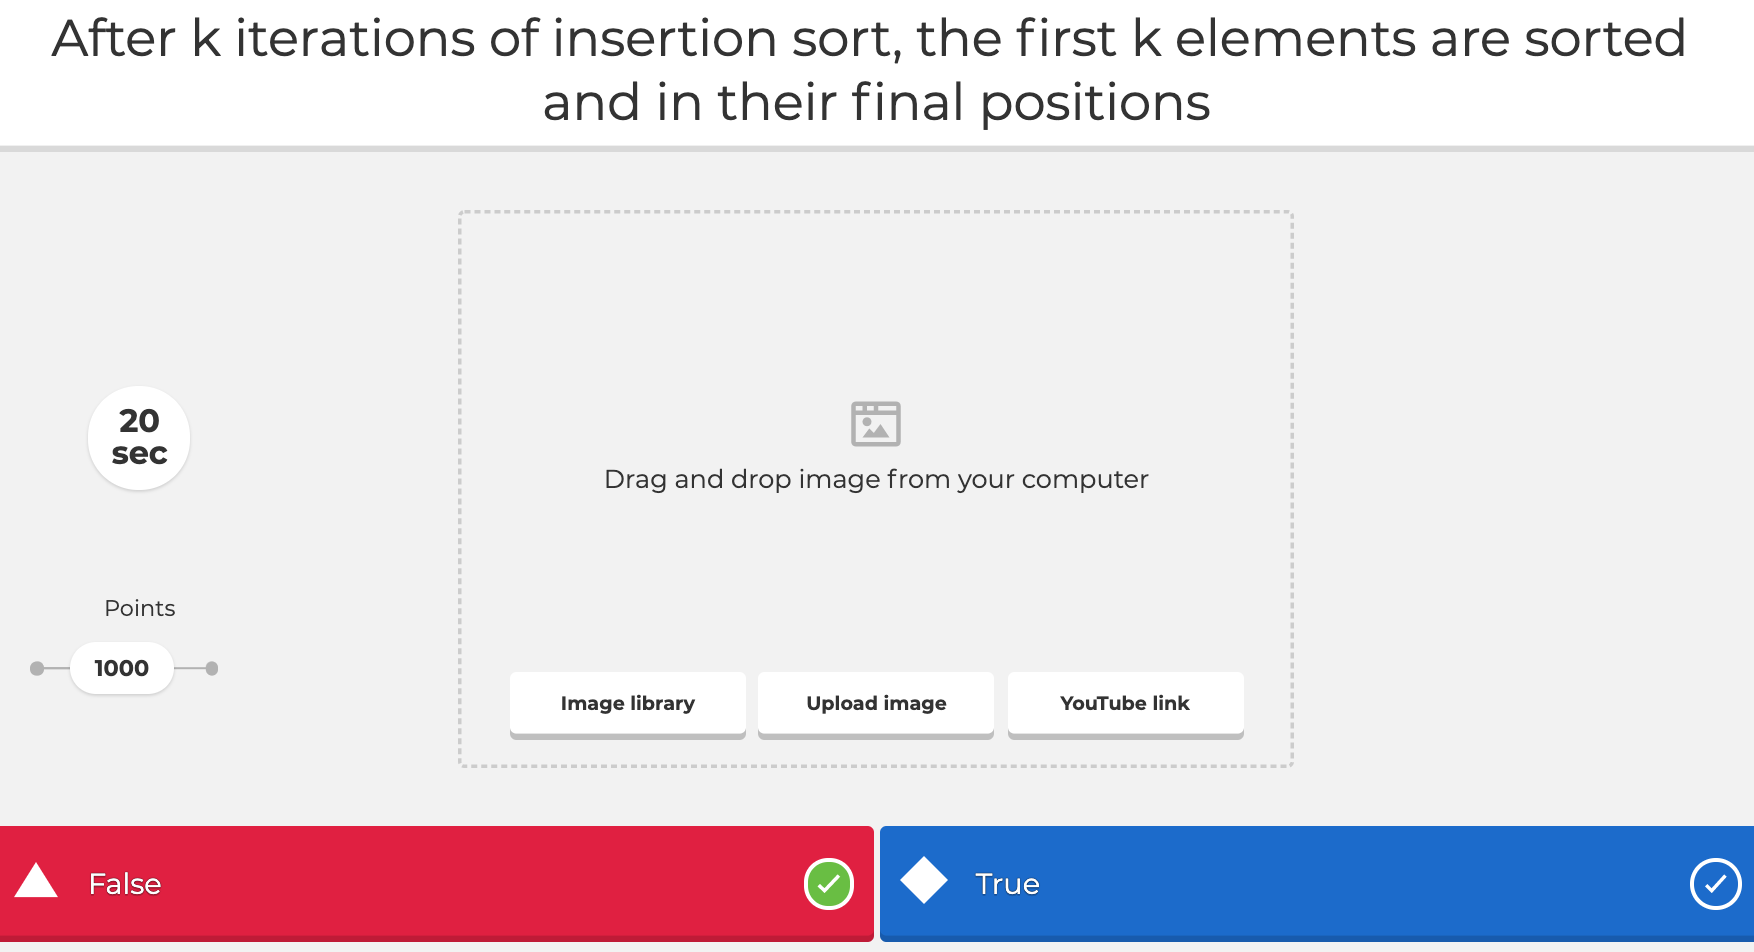 After k iterations of insertion sort, the first k elements are sorted
and in their final positions
20
sec
Drag and drop image from your computer
Points
1000
Image library
Upload image
YouTube link
False
True